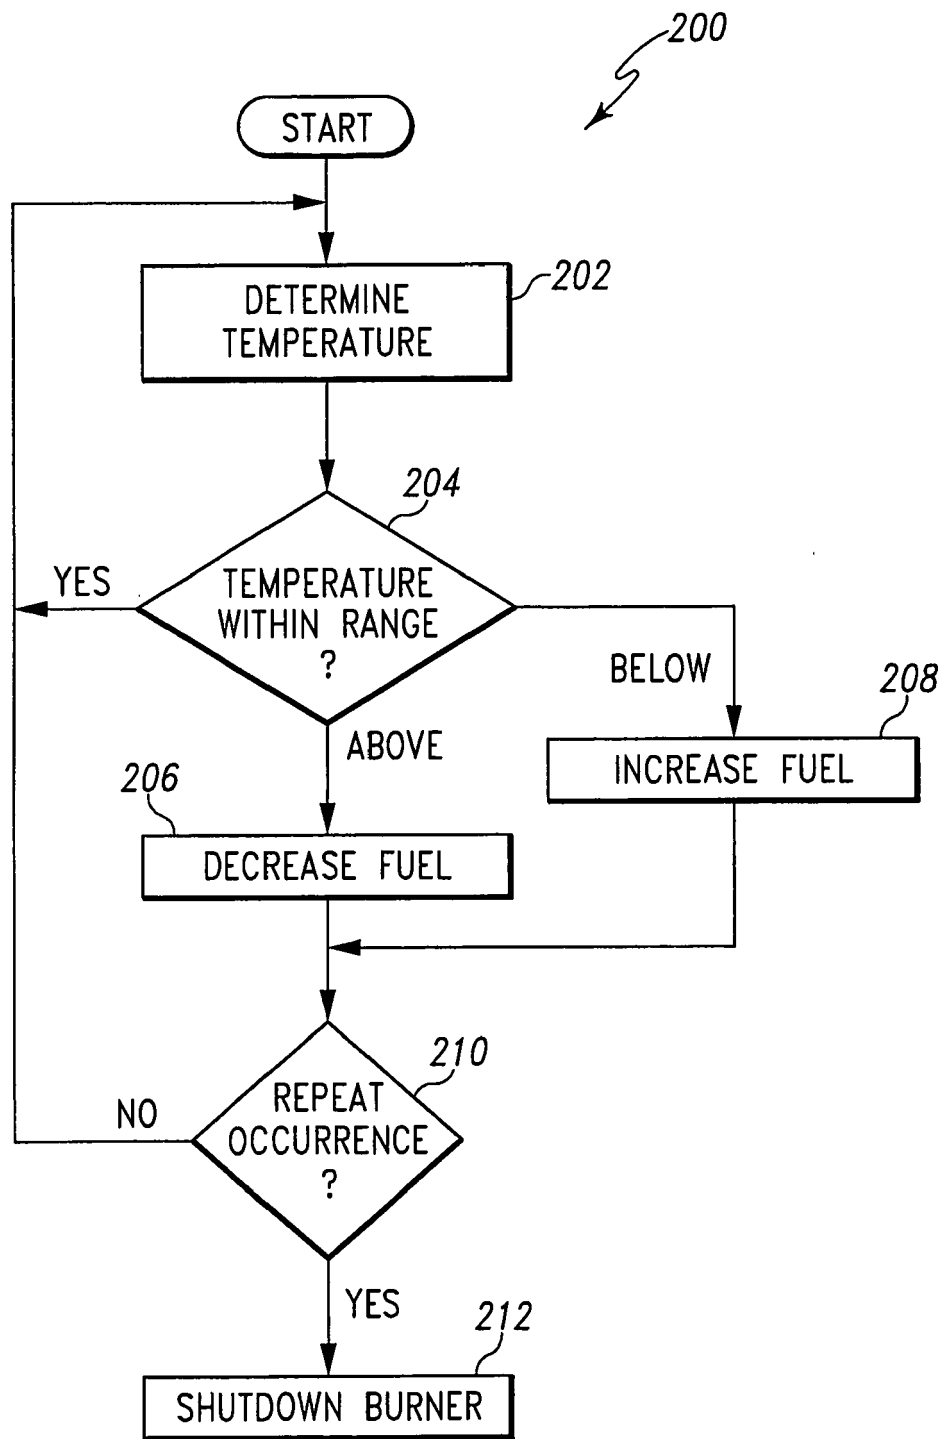 200
START
202
DETERMINE
TEMPERATURE
204
YES
TEMPERATURE
WITHIN RANGE
?
BELOW
208
ABOVE
INCREASE FUEL
206
DECREASE FUEL
210
REPEAT
OCCURRENCE
?
NO
YES
212
SHUTDOWN BURNER